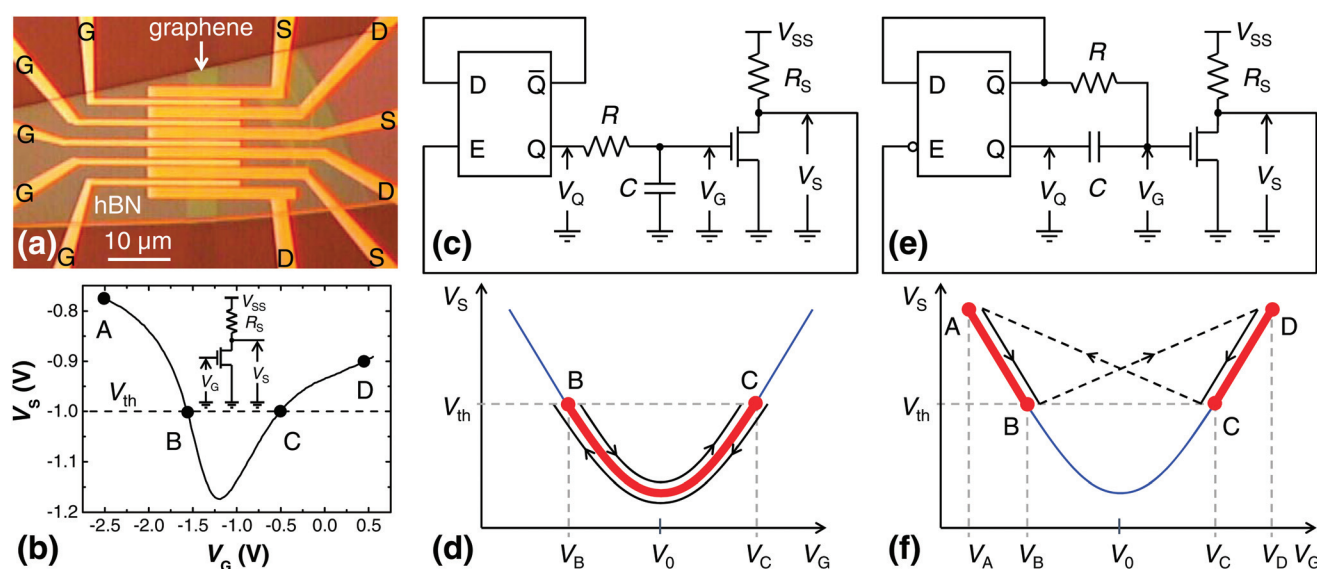 graphene
G
S
D
G
G
S
G
D
G
G
D
S
hBN
10 μm
(a)
V_S (V)
-0.8
-0.9
-1.0
-1.1
-1.2
-2.5 -2.0 -1.5 -1.0 -0.5 0.0 0.5
V_G (V)
A
B
C
D
V_th
V_SS
R_S
V_G
V_S
(b)
D
Q̅
E
Q
R
C
V_Q
V_G
V_SS
R_S
V_S
(c)
V_S
V_th
B
C
V_B V_0 V_C V_G
(d)
D
Q̅
E
Q
R
C
V_Q
V_G
V_SS
R_S
V_S
(e)
V_S
V_th
A
B
C
D
V_A V_B V_0 V_C V_D V_G
(f)